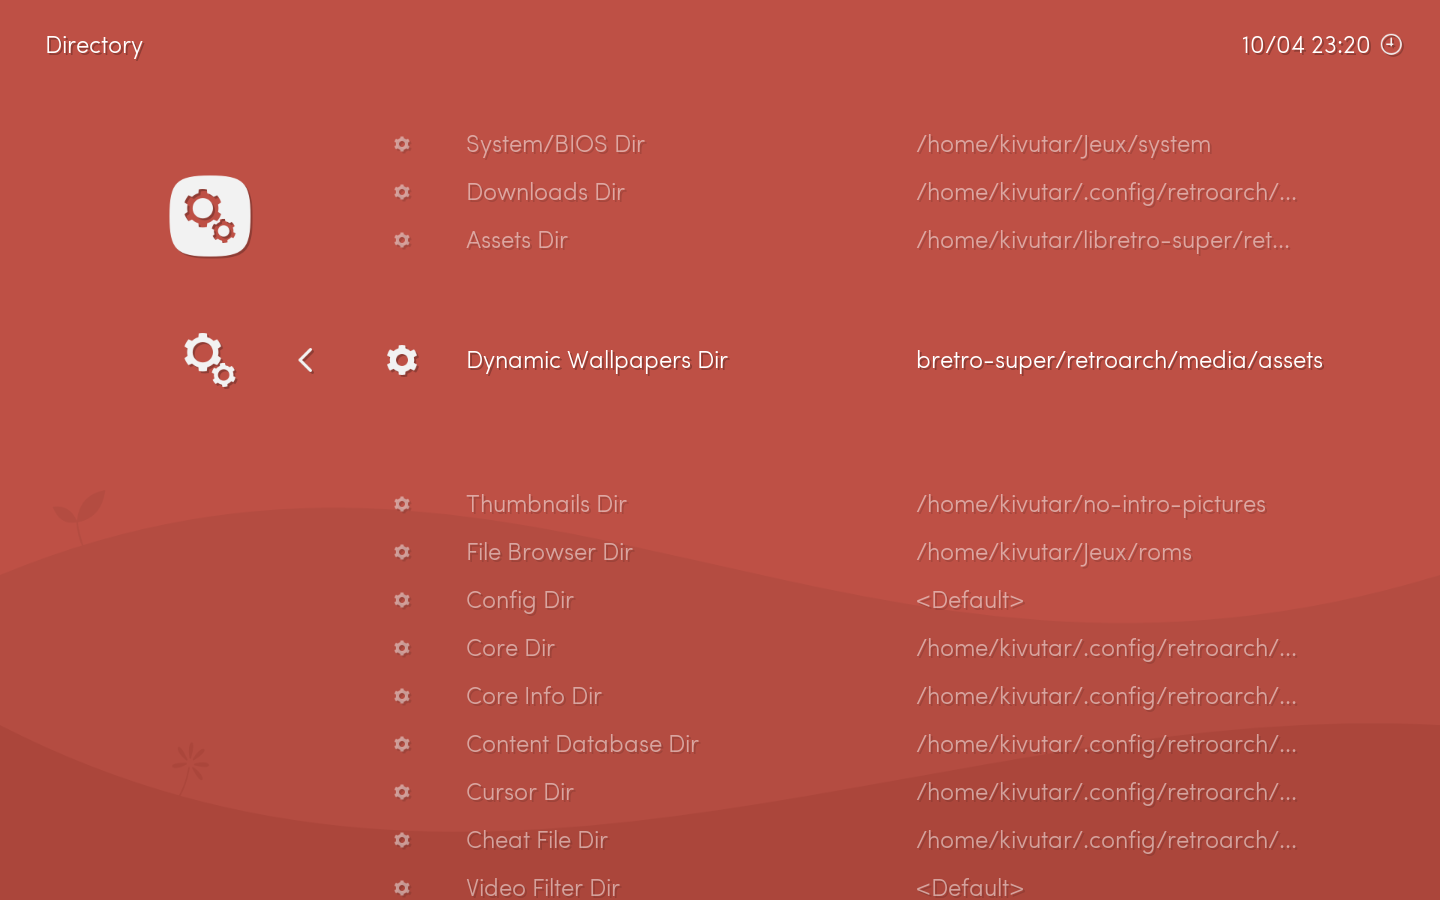 Directory 10/04 23:20
System/BIOS Dir /home/kivutar/Jeux/system
Downloads Dir /home/kivutar/.config/retroarch/...
Assets Dir /home/kivutar/libretro-super/ret...
Dynamic Wallpapers Dir bretro-super/retroarch/media/assets
Thumbnails Dir /home/kivutar/no-intro-pictures
File Browser Dir /home/kivutar/Jeux/roms
Config Dir <Default>
Core Dir /home/kivutar/.config/retroarch/...
Core Info Dir /home/kivutar/.config/retroarch/...
Content Database Dir /home/kivutar/.config/retroarch/...
Cursor Dir /home/kivutar/.config/retroarch/...
Cheat File Dir /home/kivutar/.config/retroarch/...
Video Filter Dir <Default>